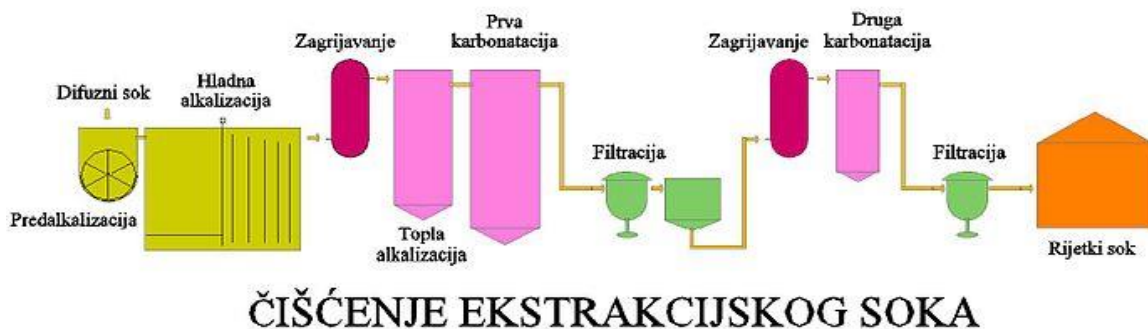 Difuzni sok
Predalkalizacija
Hladna
alkalizacija
Zagrijavanje
Topla
alkalizacija
Prva
karbonatacija
Filtracija
Zagrijavanje
Druga
karbonatacija
Filtracija
Rijetki sok
ČIŠĆENJE EKSTRAKCIJSKOG SOKA